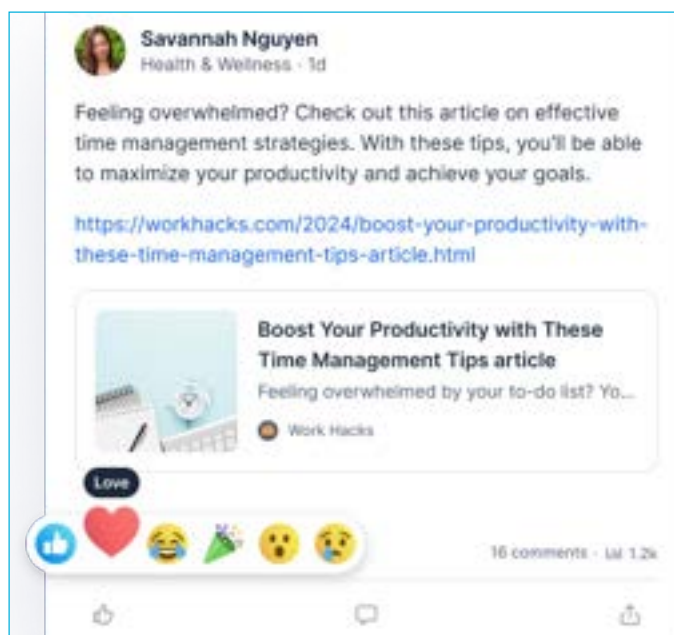 Savannah Nguyen
Health & Wellness · 1d
Feeling overwhelmed? Check out this article on effective
time management strategies. With these tips, you'll be able
to maximize your productivity and achieve your goals.
https://workhacks.com/2024/boost-your-productivity-with-
these-time-management-tips-article.html
Boost Your Productivity with These
Time Management Tips article
Feeling overwhelmed by your to-do list? Yo...
Work Hacks
Love
16 comments · 1.2k